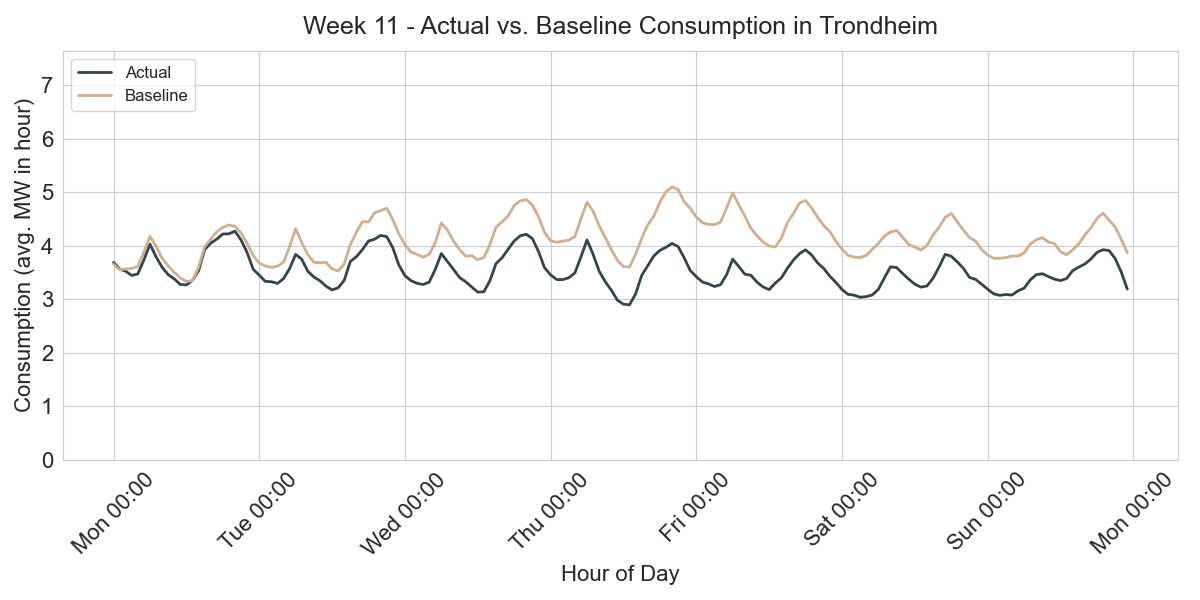 Week 11 - Actual vs. Baseline Consumption in Trondheim
Actual
Baseline
Consumption (avg. MW in hour)
7
6
5
4
3
2
1
0
Mon 00:00
Tue 00:00
Wed 00:00
Thu 00:00
Fri 00:00
Sat 00:00
Sun 00:00
Mon 00:00
Hour of Day